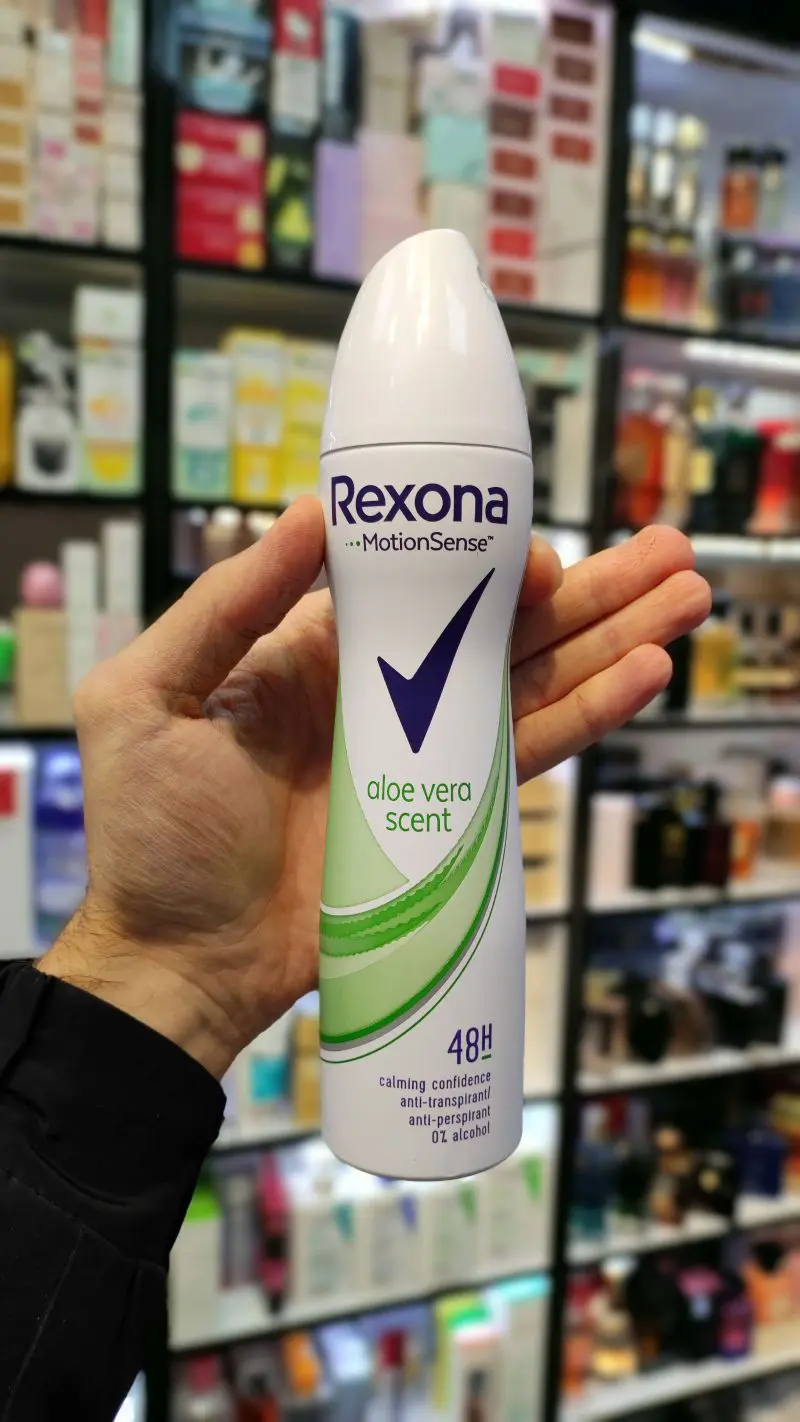 Rexona
MotionSense™
aloe vera
scent
48H
calming confidence
anti-transpirant/
anti-perspirant
0% alcohol